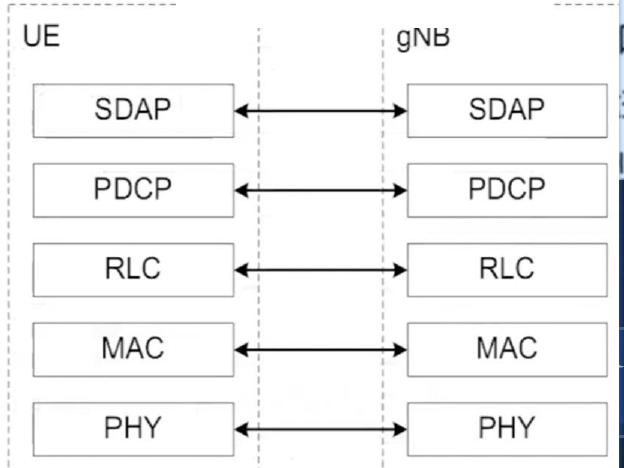 UE gNB
SDAP SDAP
PDCP PDCP
RLC RLC
MAC MAC
PHY PHY